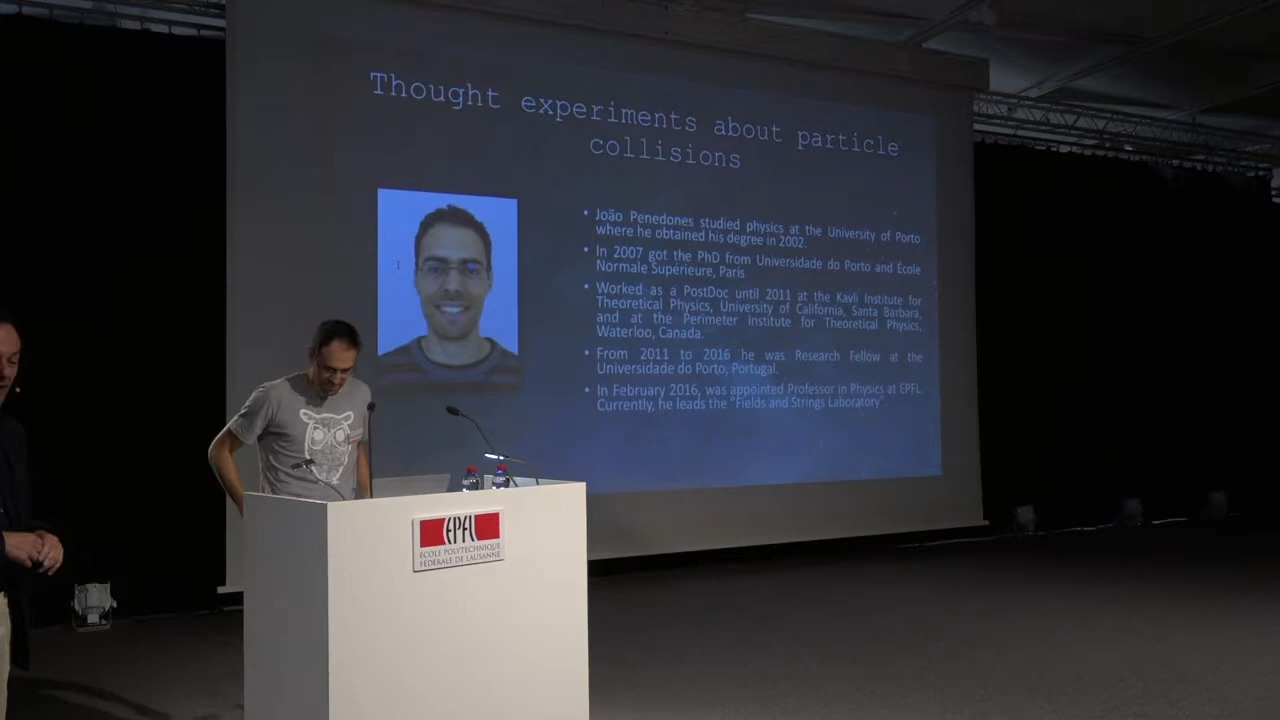 Thought experiments about particle
collisions
• João Penedones studied physics at the University of Porto
where he obtained his degree in 2002.
• In 2007 got the PhD from Universidade do Porto and École
Normale Supérieure, Paris
• Worked as a PostDoc until 2011 at the Kavli Institute for
Theoretical Physics, University of California, Santa Barbara,
and at the Perimeter Institute for Theoretical Physics,
Waterloo, Canada.
• From 2011 to 2016 he was Research Fellow at the
Universidade do Porto, Portugal.
• In February 2016, was appointed Professor in Physics at EPFL.
Currently, he leads the "Fields and Strings Laboratory".
EPFL
ÉCOLE POLYTECHNIQUE
FÉDÉRALE DE LAUSANNE